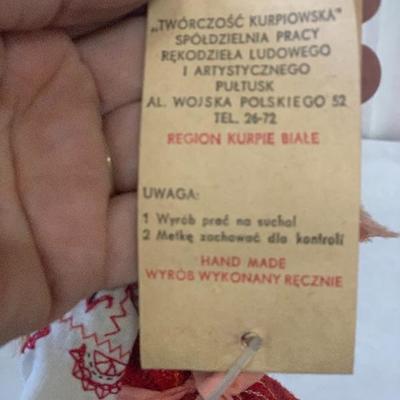 „TWÓRCZOŚĆ KURPIOWSKA"
SPÓŁDZIELNIA PRACY
RĘKODZIEŁA LUDOWEGO
I ARTYSTYCZNEGO
PUŁTUSK
AL. WOJSKA POLSKIEGO 52
TEL. 26-72
REGION KURPIE BIAŁE
UWAGA:
1 Wyrób prać na sucho!
2 Metkę zachować dla kontroli
HAND MADE
WYRÓB WYKONANY RĘCZNIE